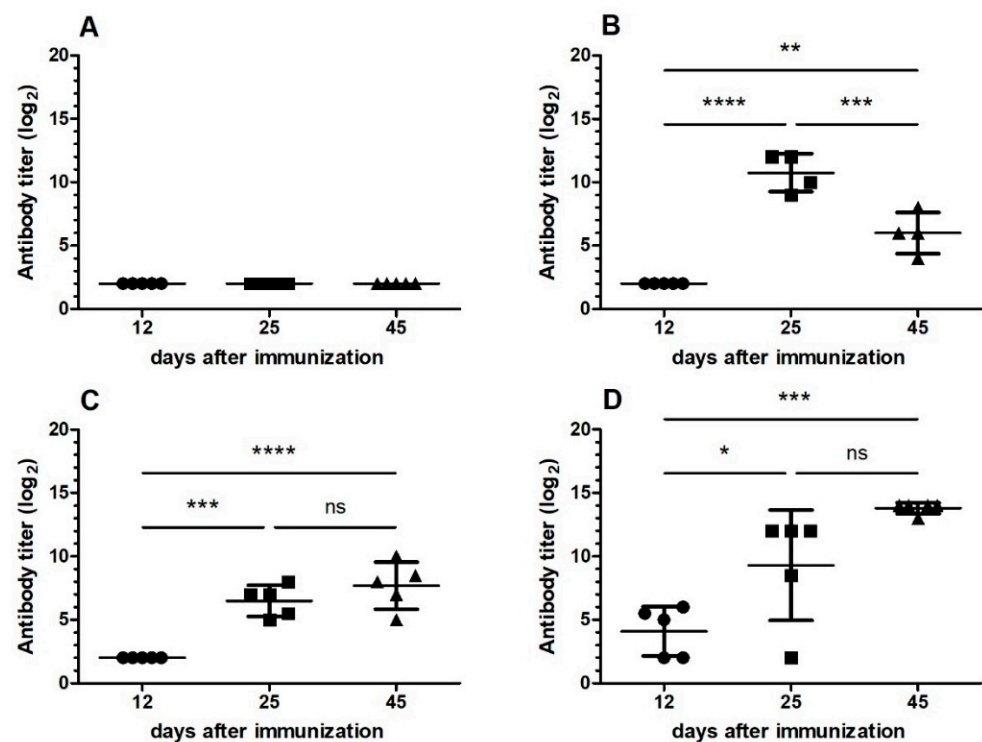 A
20
15
10
5
0
Antibody titer (log2)
12 25 45
days after immunization
B
20
15
10
5
0
Antibody titer (log2)
**
**** ***
12 25 45
days after immunization
C
20
15
10
5
0
Antibody titer (log2)
****
*** ns
12 25 45
days after immunization
D
20
15
10
5
0
Antibody titer (log2)
***
* ns
12 25 45
days after immunization